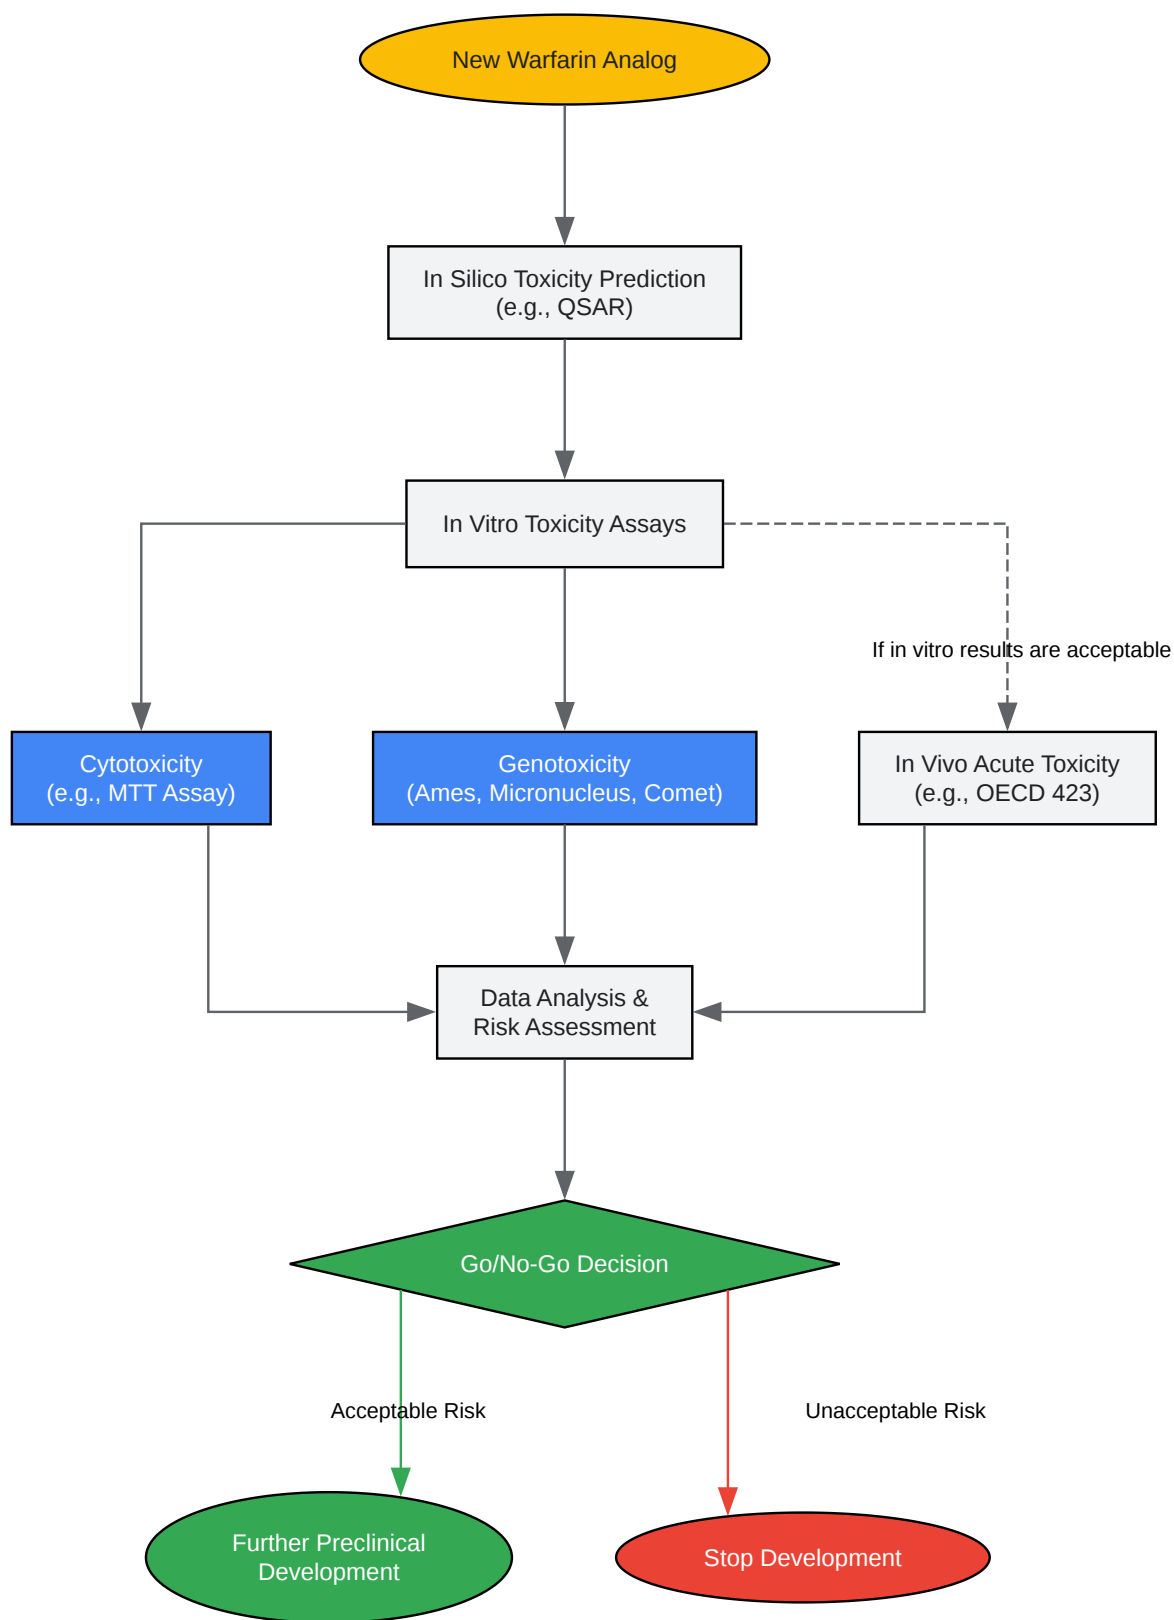 New Warfarin Analog
In Silico Toxicity Prediction
(e.g., QSAR)
In Vitro Toxicity Assays
If in vitro results are acceptable
Cytotoxicity
(e.g., MTT Assay)
Genotoxicity
(Ames, Micronucleus, Comet)
In Vivo Acute Toxicity
(e.g., OECD 423)
Data Analysis &
Risk Assessment
Go/No-Go Decision
Acceptable Risk
Unacceptable Risk
Further Preclinical
Development
Stop Development